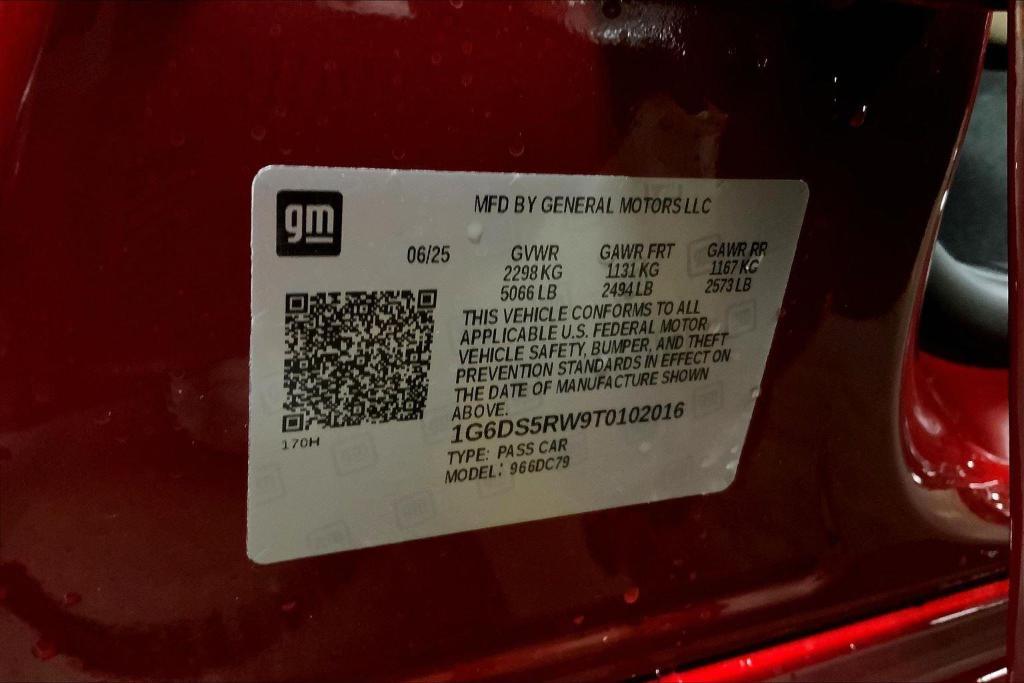 gm
MFD BY GENERAL MOTORS LLC
06/25 GVWR GAWR FRT GAWR RR
2298 KG 1131 KG 1167 KG
5066 LB 2494 LB 2573 LB
THIS VEHICLE CONFORMS TO ALL
APPLICABLE U.S. FEDERAL MOTOR
VEHICLE SAFETY, BUMPER, AND THEFT
PREVENTION STANDARDS IN EFFECT ON
THE DATE OF MANUFACTURE SHOWN
ABOVE.
1G6DS5RW9T0102016
170H
TYPE: PASS CAR
MODEL: 966DC79